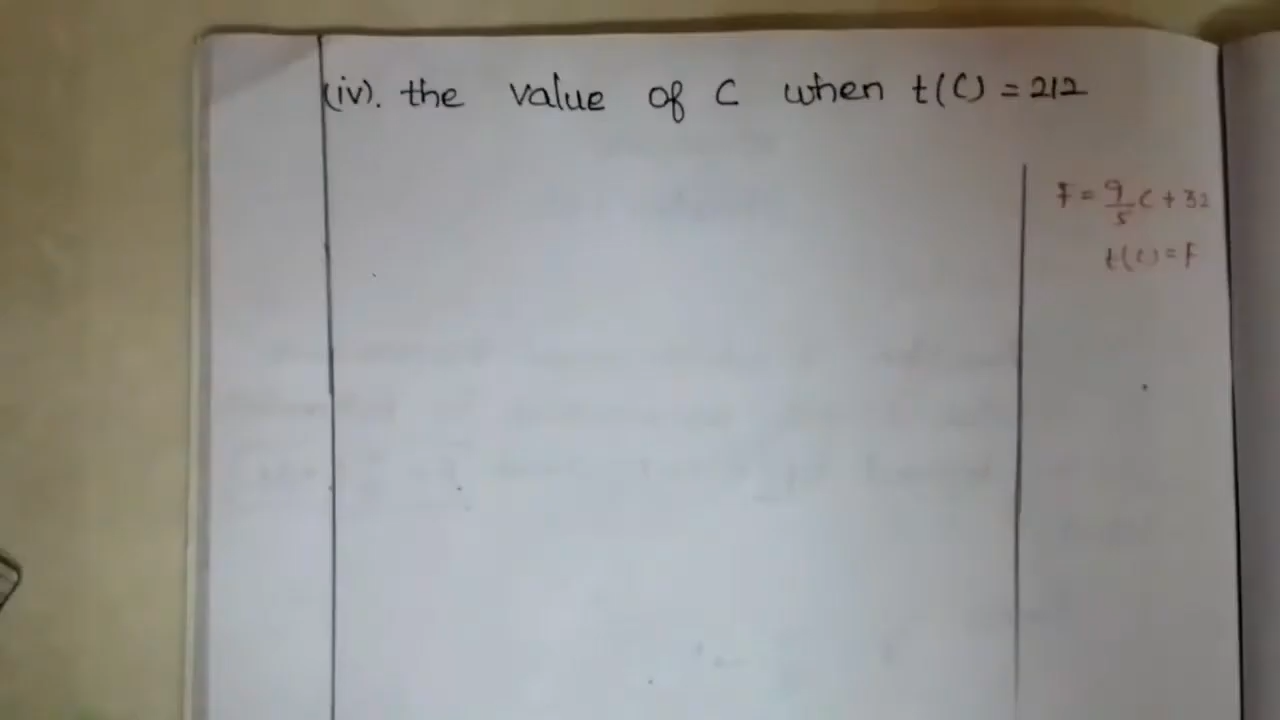 (iv). the value of C when t(C) = 212
F = 9/5 C + 32
t(C) = F